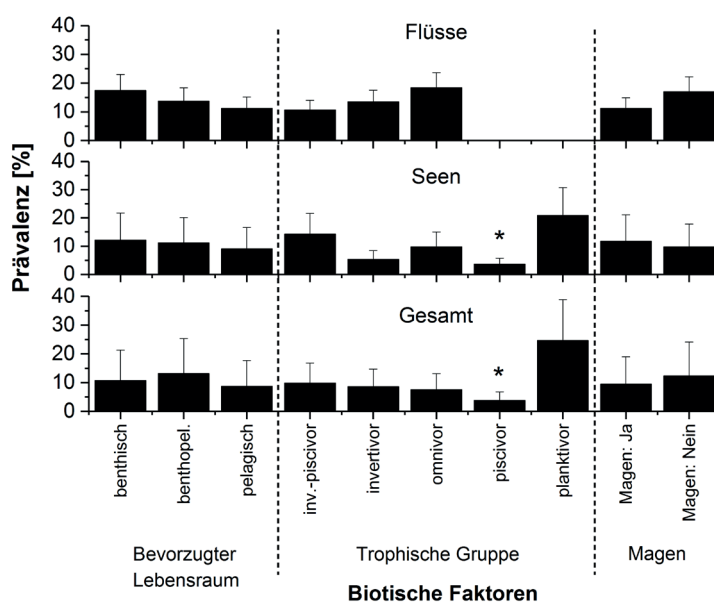 Flüsse
40
30
20
10
0
Seen
40
30
20
10
0
Gesamt
40
30
20
10
0
Prävalenz [%]
*
*
benthisch
benthopel.
pelagisch
inv.-piscivor
invertivor
omnivor
piscivor
planktivor
Magen: Ja
Magen: Nein
Bevorzugter
Lebensraum
Trophische Gruppe
Magen
Biotische Faktoren